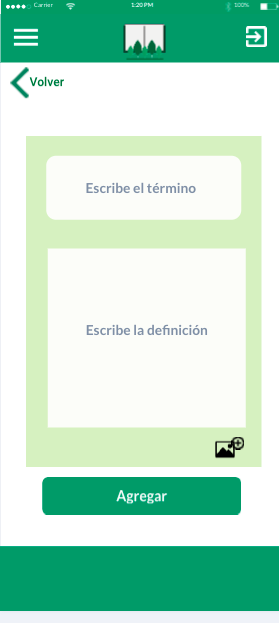 Carrier 1:20 PM 100%
Volver
Escribe el término
Escribe la definición
Agregar